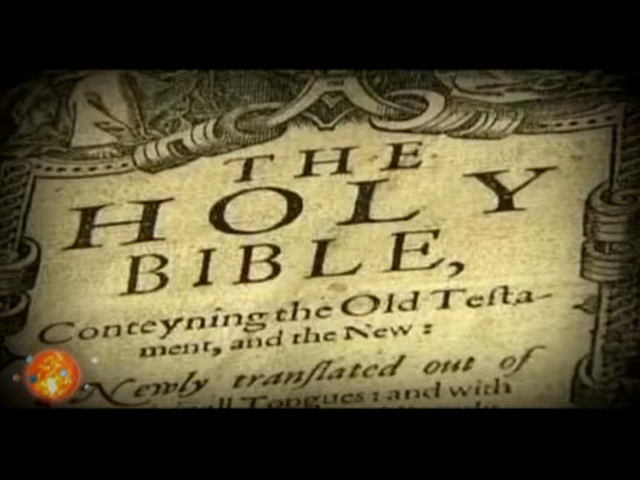 THE
HOLY
BIBLE,
Conteyning the Old Teſta-
ment, and the New:
Newly tranſlated out of
Tongues: and with